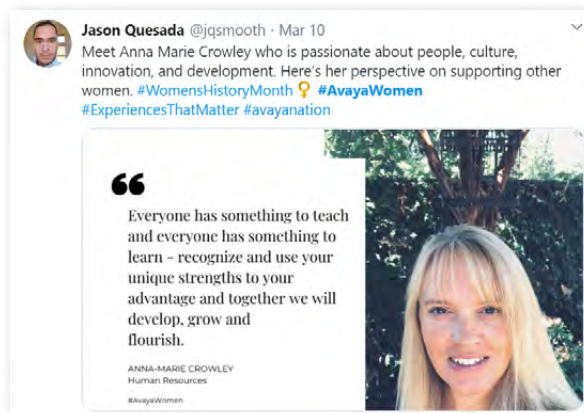 Jason Quesada @jqsmooth · Mar 10
Meet Anna Marie Crowley who is passionate about people, culture,
innovation, and development. Here's her perspective on supporting other
women. #WomensHistoryMonth #AvayaWomen
#ExperiencesThatMatter #avayanation
❝
Everyone has something to teach
and everyone has something to
learn - recognize and use your
unique strengths to your
advantage and together we will
develop, grow and
flourish.
ANNA-MARIE CROWLEY
Human Resources
#AvayaWomen